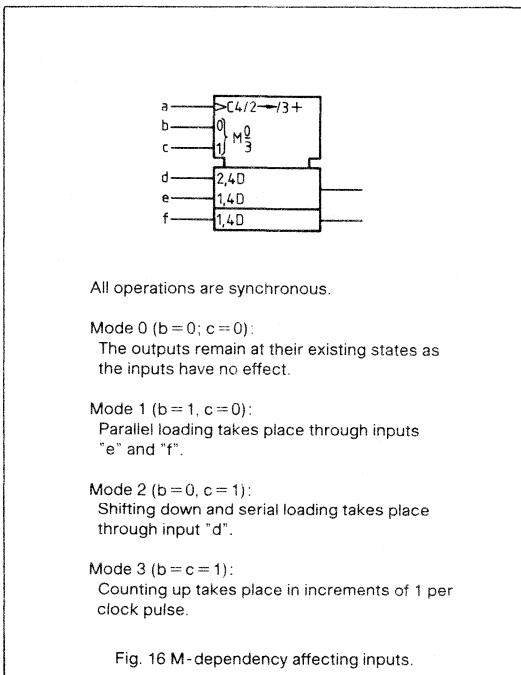 a
>C4/2→/3+
b
0
c
1
} M 0/3
d
2,4D
e
1,4D
f
1,4D
All operations are synchronous.
Mode 0 (b = 0; c = 0):
The outputs remain at their existing states as
the inputs have no effect.
Mode 1 (b = 1, c = 0):
Parallel loading takes place through inputs
"e" and "f".
Mode 2 (b = 0, c = 1):
Shifting down and serial loading takes place
through input "d".
Mode 3 (b = c = 1):
Counting up takes place in increments of 1 per
clock pulse.
Fig. 16 M-dependency affecting inputs.